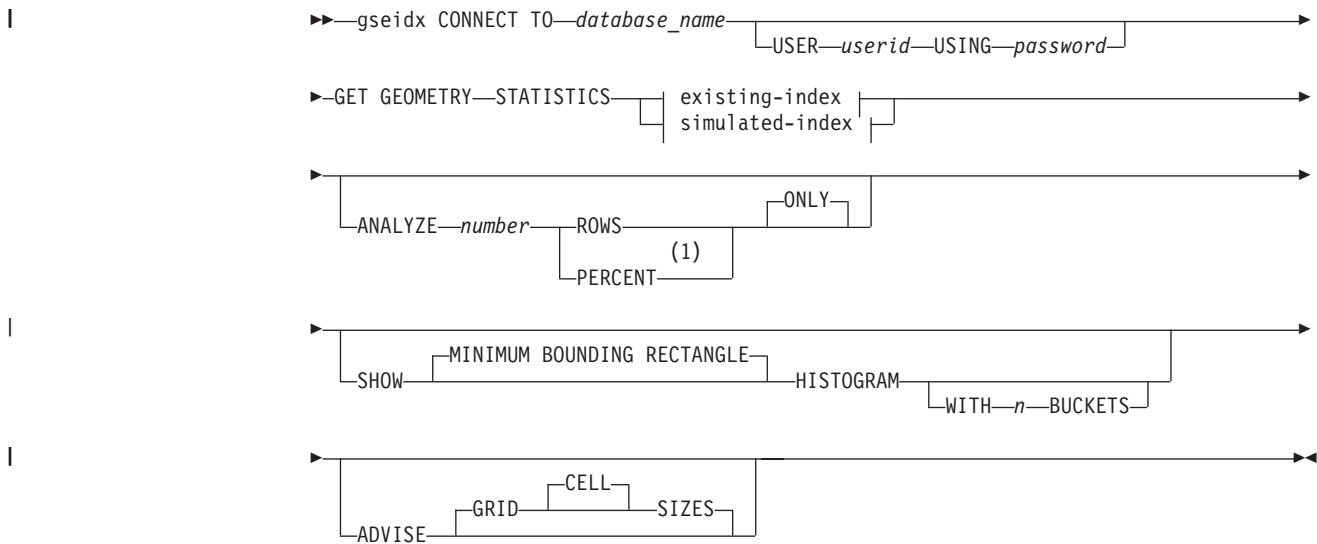 gseidx CONNECT TO database_name
USER userid USING password
GET GEOMETRY STATISTICS existing-index
simulated-index
ONLY
ANALYZE number ROWS
(1)
PERCENT
MINIMUM BOUNDING RECTANGLE
SHOW HISTOGRAM
WITH n BUCKETS
CELL
GRID SIZES
ADVISE